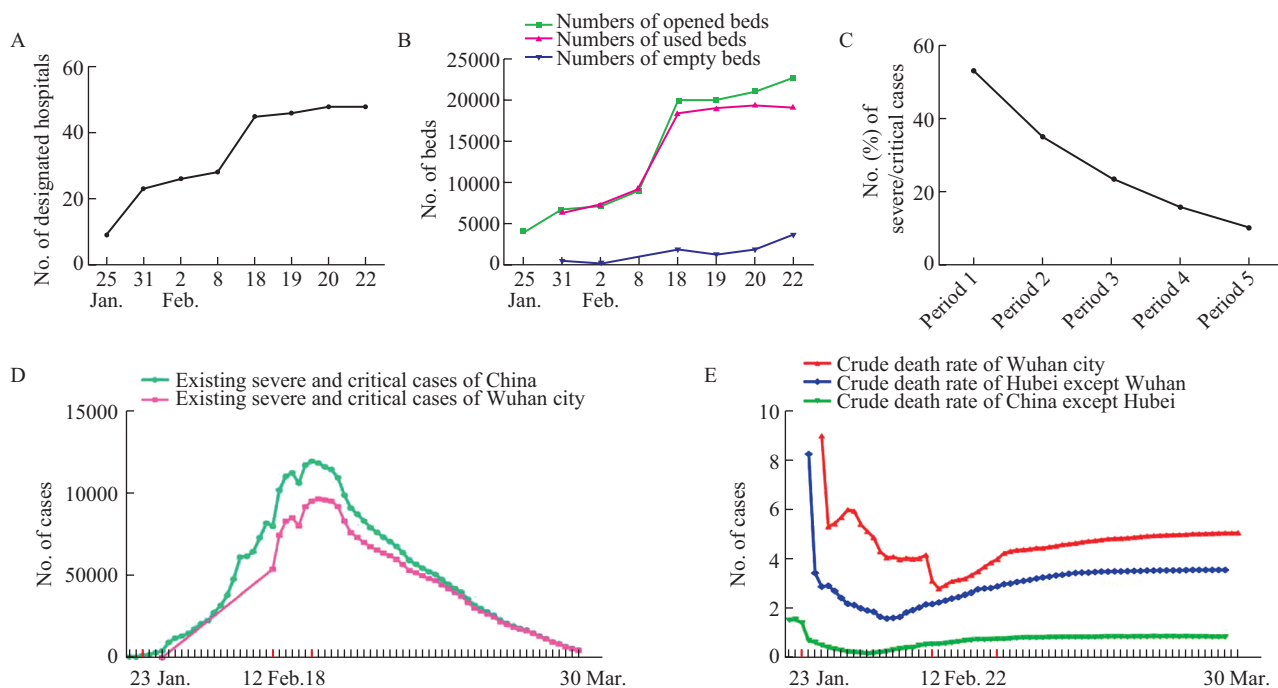 A
No. of designated hospitals
60
40
20
0
25 31 2 8 18 19 20 22
Jan. Feb.
B
Numbers of opened beds
Numbers of used beds
Numbers of empty beds
No. of beds
25000
20000
15000
10000
5000
0
25 31 2 8 18 19 20 22
Jan. Feb.
C
No. (%) of
severe/critical cases
60
40
20
0
Period 1 Period 2 Period 3 Period 4 Period 5
D
Existing severe and critical cases of China
Existing severe and critical cases of Wuhan city
No. of cases
15000
10000
50000
0
23 Jan. 12 Feb.18 30 Mar.
E
Crude death rate of Wuhan city
Crude death rate of Hubei except Wuhan
Crude death rate of China except Hubei
No. of cases
10
8
6
4
2
0
23 Jan. 12 Feb. 22 30 Mar.